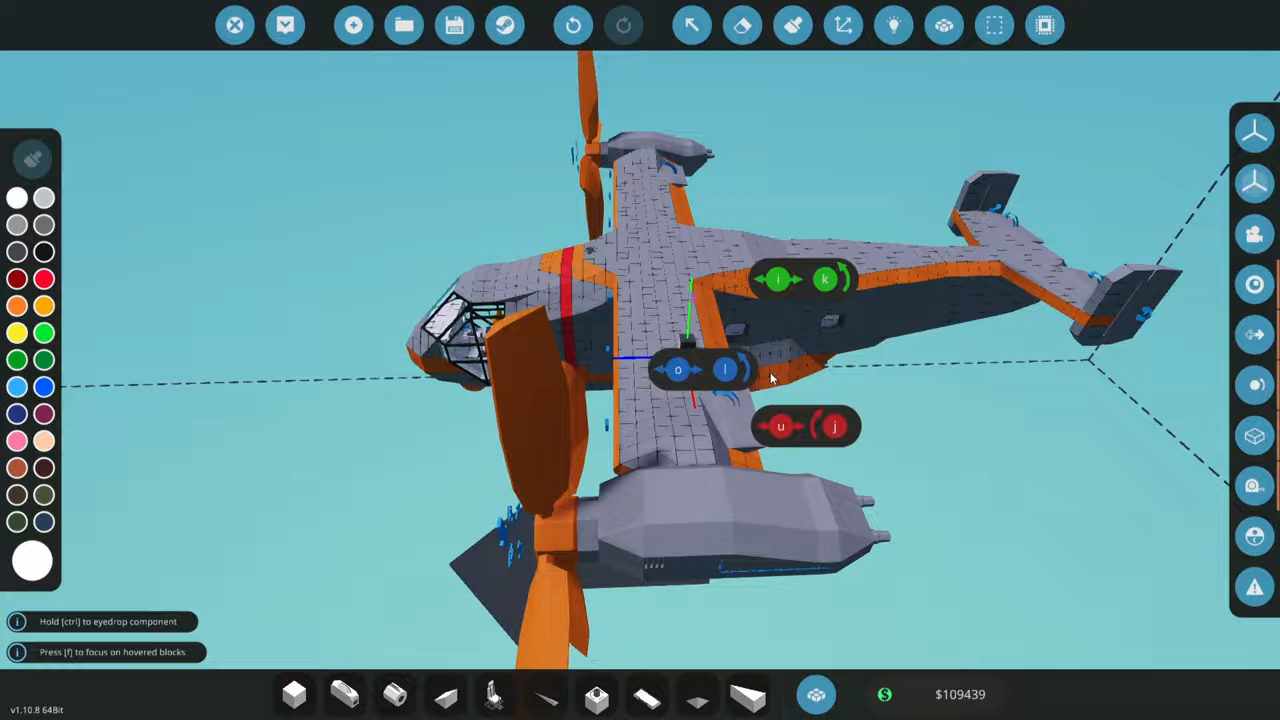 i k
o l
u j
Hold [ctrl] to eyedrop component
Press [f] to focus on hovered blocks
$ $109439
v1.10.8 64Bit